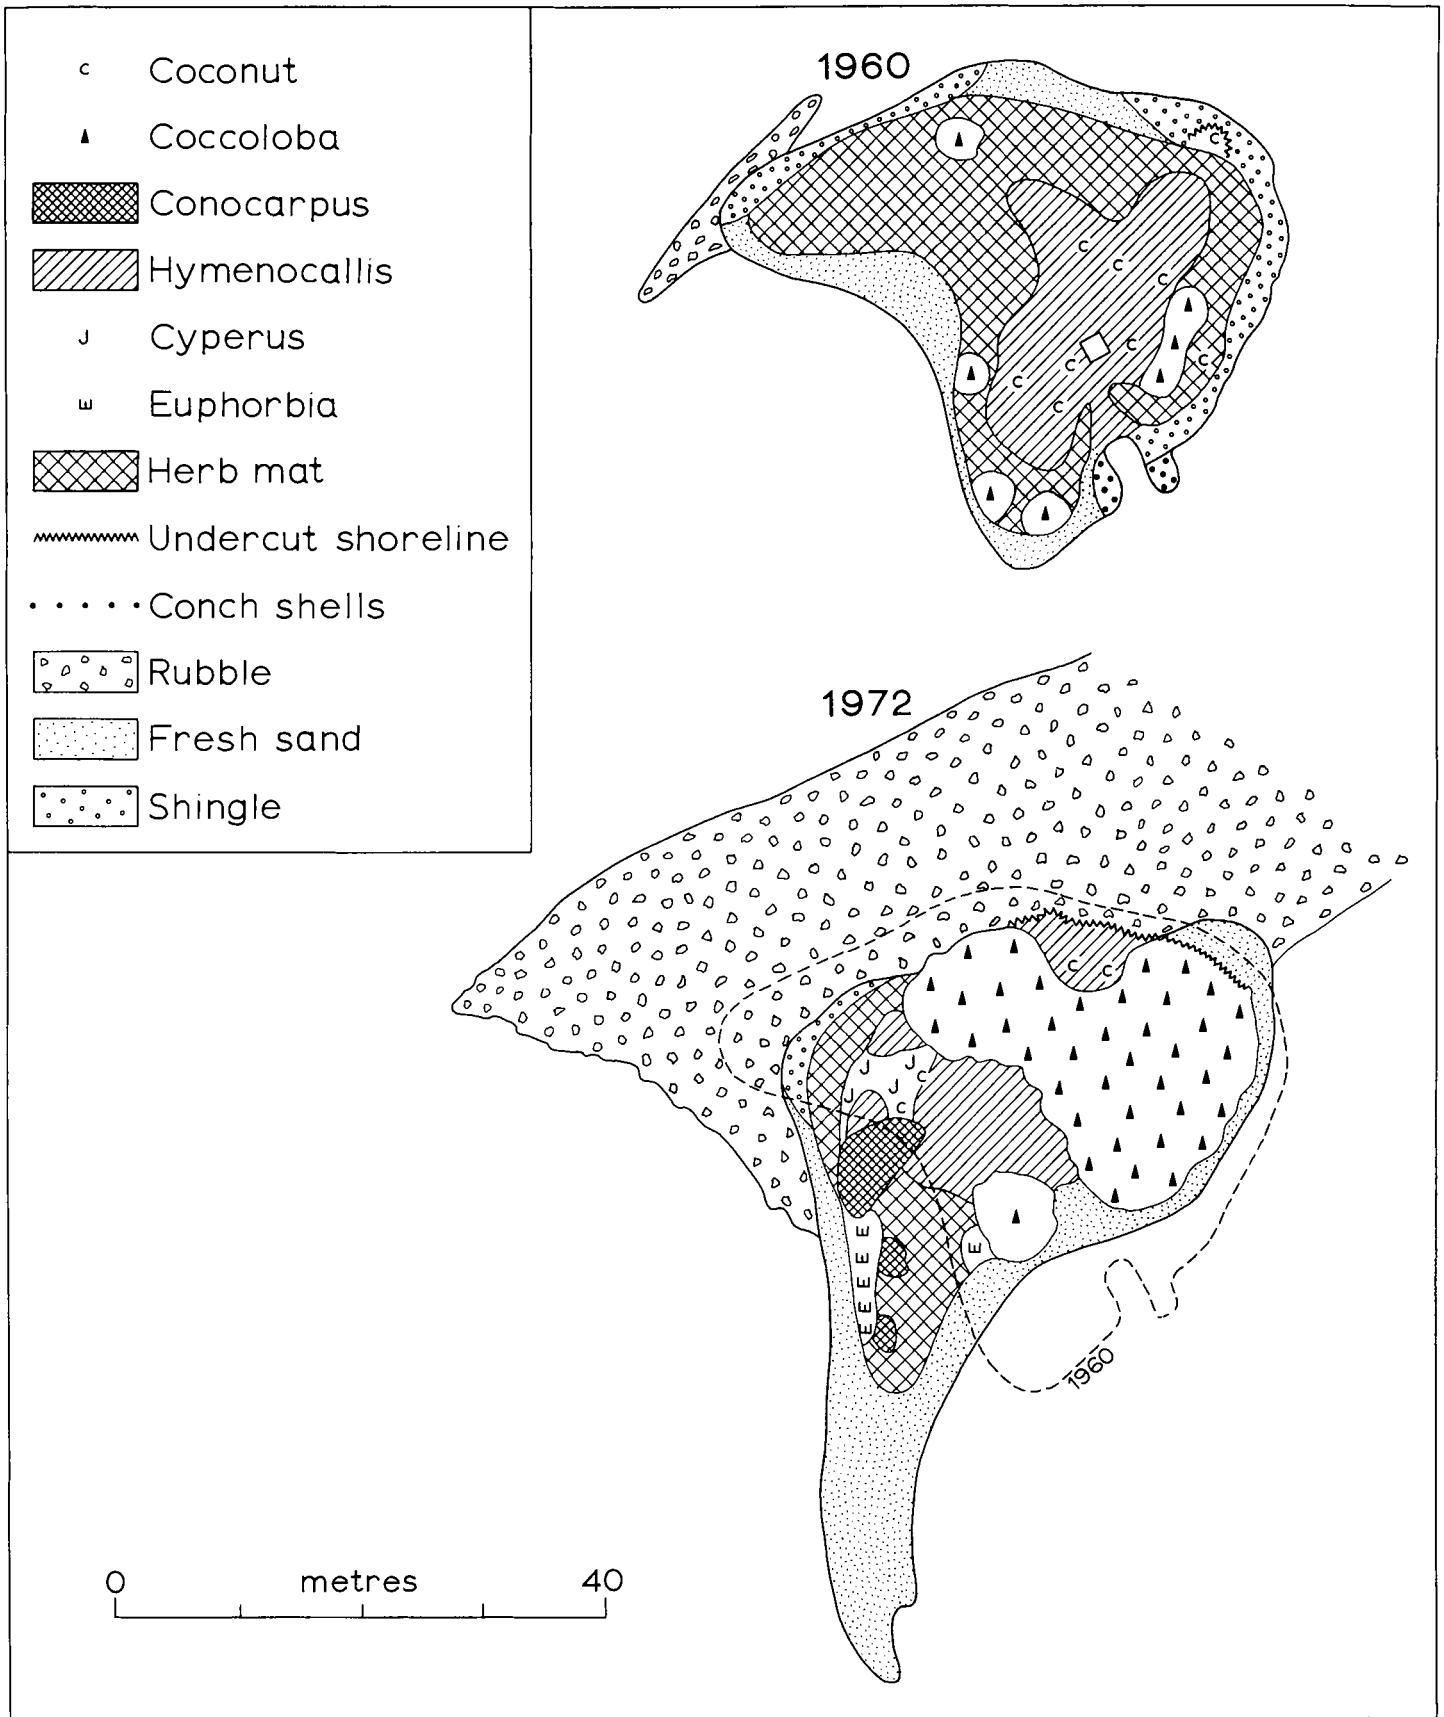 c Coconut
Coccoloba
Conocarpus
Hymenocallis
J Cyperus
E Euphorbia
Herb mat
Undercut shoreline
Conch shells
Rubble
Fresh sand
Shingle
1960
C
C
C
C
C
C
C
C
C
1972
C C
J J
C
J
J
C
E
E E
E
E
E
E
1960
0 metres 40